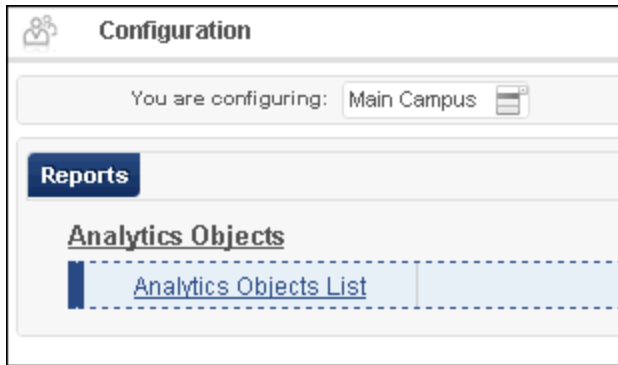 Configuration
You are configuring: Main Campus
Reports
Analytics Objects
Analytics Objects List